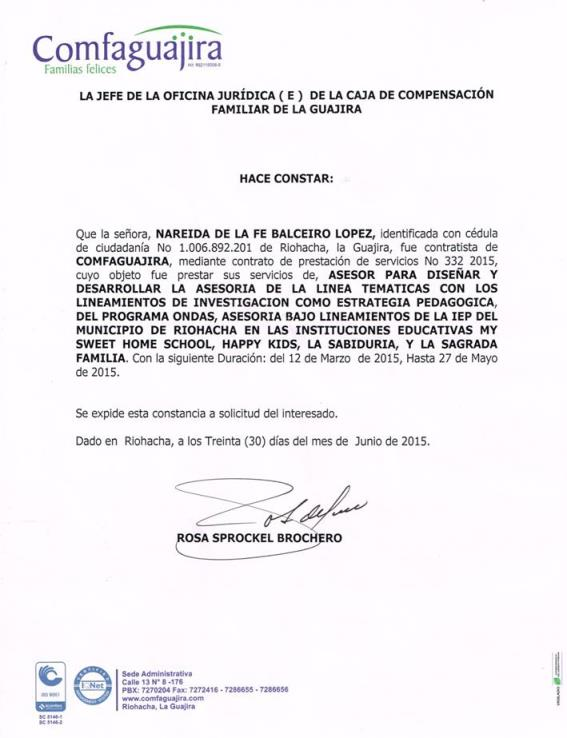 Comfaguajira
Familias felices
LA JEFE DE LA OFICINA JURÍDICA ( E ) DE LA CAJA DE COMPENSACIÓN
FAMILIAR DE LA GUAJIRA
HACE CONSTAR:
Que la señora, NAREIDA DE LA FE BALCEIRO LOPEZ, identificada con cédula
de ciudadanía No 1.006.892.201 de Riohacha, la Guajira, fue contratista de
COMFAGUAJIRA, mediante contrato de prestación de servicios No 332 2015,
cuyo objeto fue prestar sus servicios de, ASESOR PARA DISEÑAR Y
DESARROLLAR LA ASESORIA DE LA LINEA TEMATICAS CON LOS
LINEAMIENTOS DE INVESTIGACION COMO ESTRATEGIA PEDAGOGICA,
DEL PROGRAMA ONDAS, ASESORIA BAJO LINEAMIENTOS DE LA IEP DEL
MUNICIPIO DE RIOHACHA EN LAS INSTITUCIONES EDUCATIVAS MY
SWEET HOME SCHOOL, HAPPY KIDS, LA SABIDURIA, Y LA SAGRADA
FAMILIA. Con la siguiente Duración: del 12 de Marzo de 2015, Hasta 27 de Mayo
de 2015.
Se expide esta constancia a solicitud del interesado.
Dado en Riohacha, a los Treinta (30) días del mes de Junio de 2015.
ROSA SPROCKEL BROCHERO
Sede Administrativa
Calle 13 N° 8 -176
PBX: 7270204 Fax: 7272416 - 7286655 - 7286656
www.comfaguajira.com
Riohacha, La Guajira
ISO 9001
icontec
IQNet
SC 5146-1
SC 5146-2